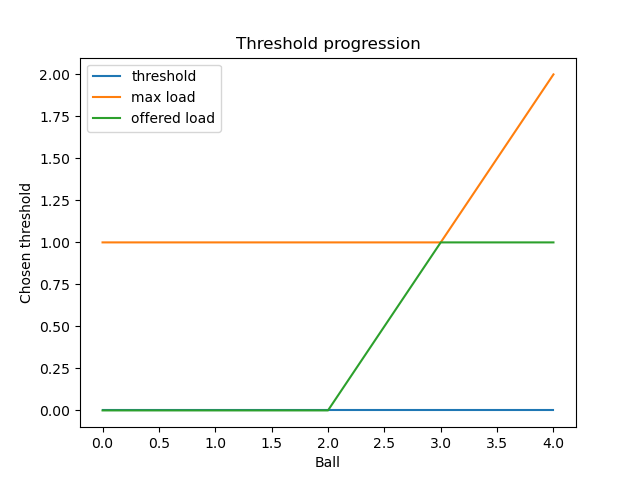 Threshold progression
threshold
max load
offered load
Chosen threshold
2.00
1.75
1.50
1.25
1.00
0.75
0.50
0.25
0.00
0.0 0.5 1.0 1.5 2.0 2.5 3.0 3.5 4.0
Ball